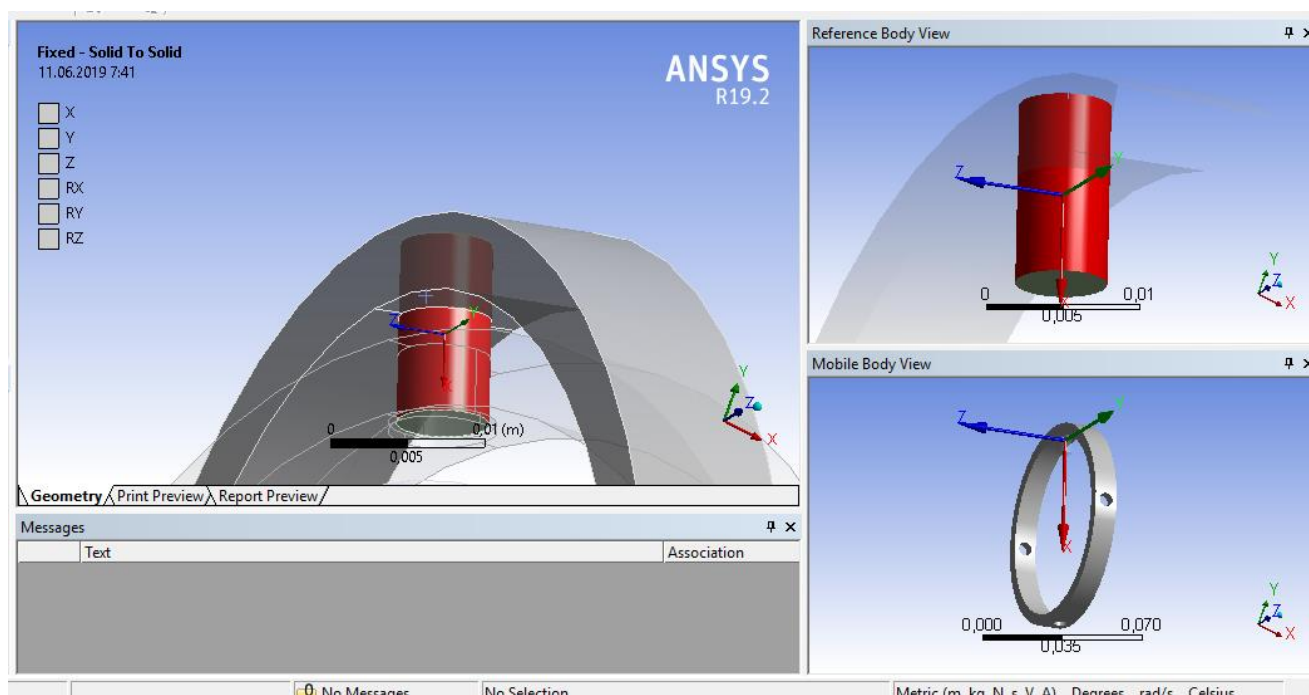 Fixed - Solid To Solid
11.06.2019 7:41
X
Y
Z
RX
RY
RZ
ANSYS
R19.2
Z
Y
X
0
0,01 (m)
0,005
Y
Z
X
Geometry
Print Preview
Report Preview
Messages
Text
Association
Reference Body View
Z
Y
X
0
0,01
0,005
Y
Z
X
Mobile Body View
Z
Y
X
0,000
0,070
0,035
Y
Z
X
0 No Messages
No Selection
Metric (m, kg, N, s, V, A) Degrees rad/s Celsius